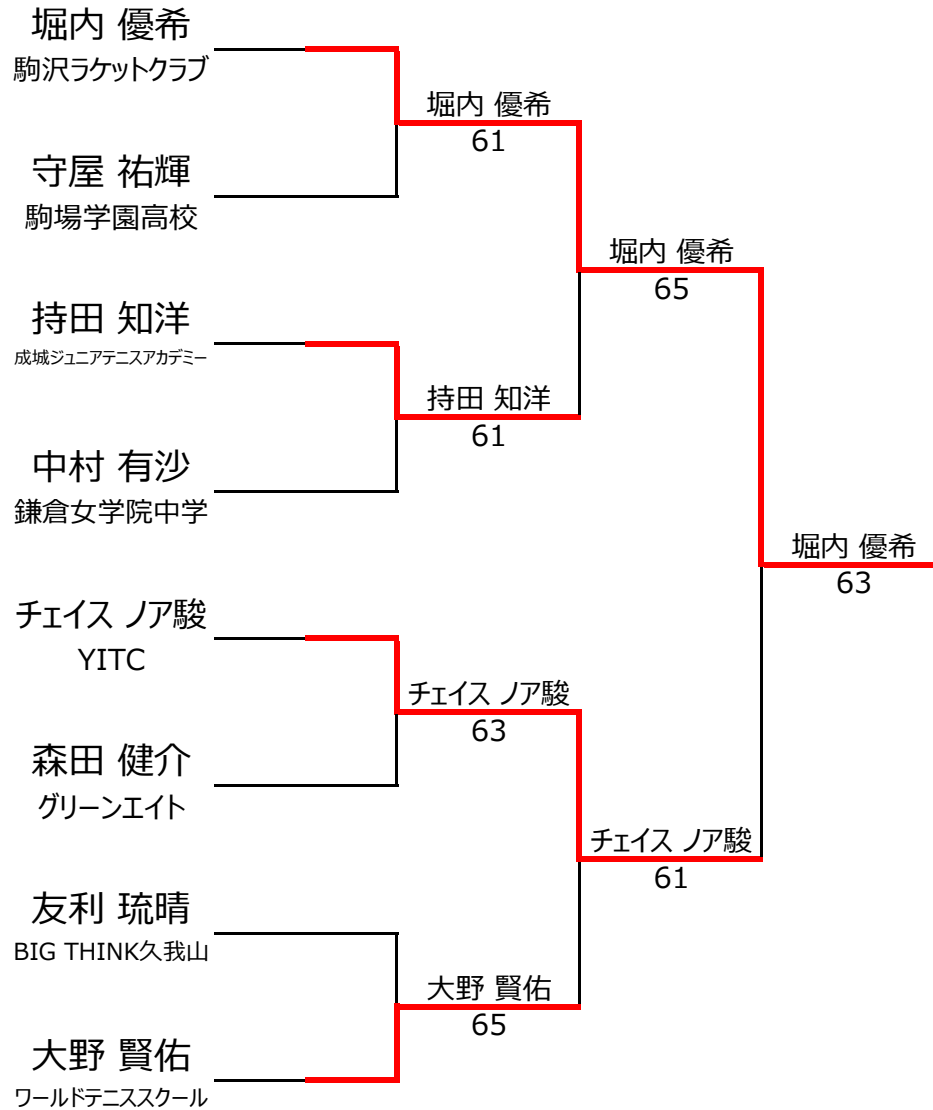 堀内 優希
駒沢ラケットクラブ
堀内 優希
61
守屋 祐輝
駒場学園高校
堀内 優希
65
持田 知洋
成城ジュニアテニスアカデミー
持田 知洋
61
中村 有沙
鎌倉女学院中学
堀内 優希
63
チェイス ノア駿
YITC
チェイス ノア駿
63
森田 健介
グリーンエイト
チェイス ノア駿
61
友利 琉晴
BIG THINK久我山
大野 賢佑
65
大野 賢佑
ワールドテニススクール